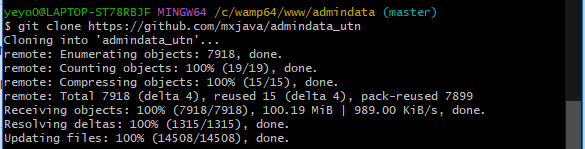 yeyo0@LAPTOP-ST78RBJF MINGW64 /c/wamp64/www/admindata (master)
$ git clone https://github.com/mxjava/admindata_utn
Cloning into 'admindata_utn'...
remote: Enumerating objects: 7918, done.
remote: Counting objects: 100% (19/19), done.
remote: Compressing objects: 100% (15/15), done.
remote: Total 7918 (delta 4), reused 15 (delta 4), pack-reused 7899
Receiving objects: 100% (7918/7918), 100.19 MiB | 989.00 KiB/s, done.
Resolving deltas: 100% (1315/1315), done.
Updating files: 100% (14508/14508), done.